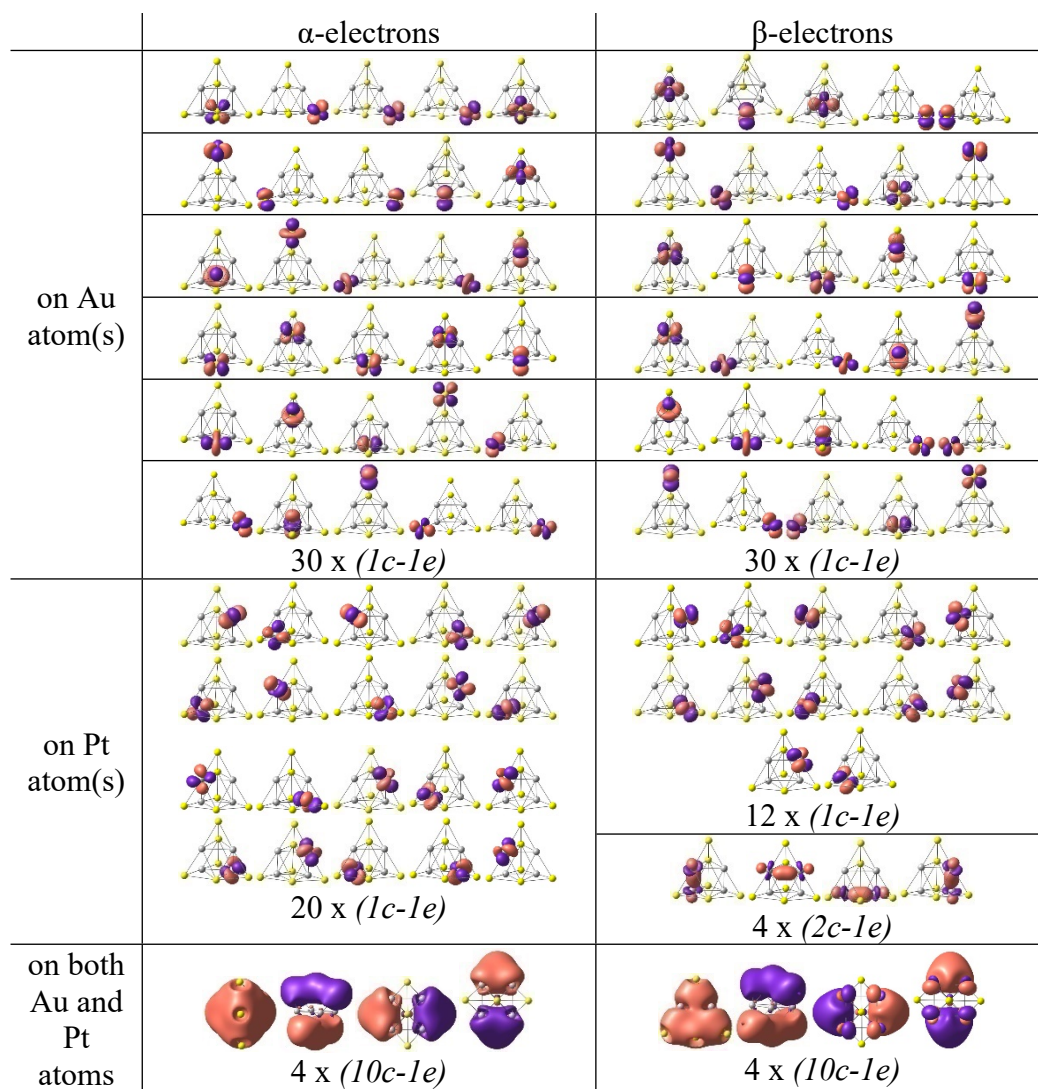 α-electrons β-electrons
on Au
atom(s)
30 x (1c-1e) 30 x (1c-1e)
on Pt
atom(s)
20 x (1c-1e)
12 x (1c-1e)
4 x (2c-1e)
on both
Au and
Pt
atoms
4 x (10c-1e) 4 x (10c-1e)